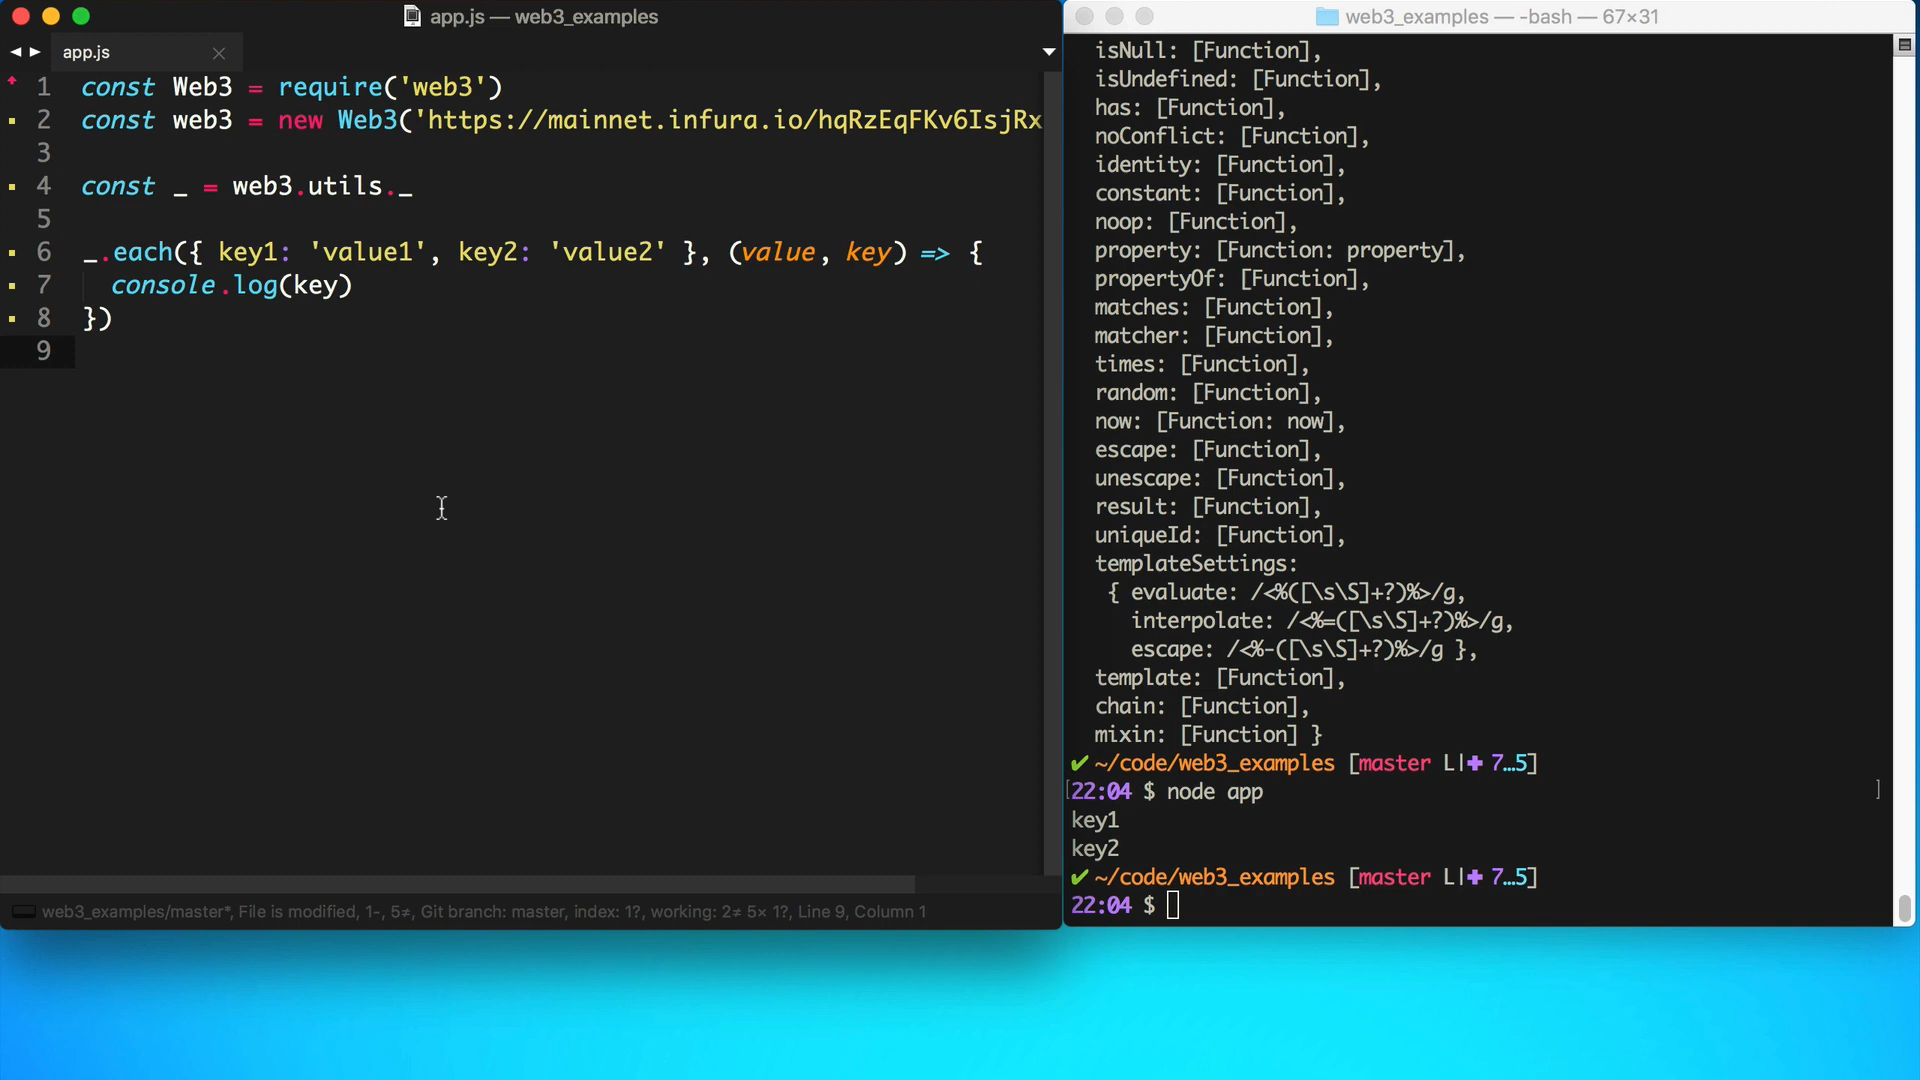 app.js — web3_examples
app.js
1 const Web3 = require('web3')
2 const web3 = new Web3('https://mainnet.infura.io/hqRzEqFKv6IsjRx
3
4 const _ = web3.utils._
5
6 _.each({ key1: 'value1', key2: 'value2' }, (value, key) => {
7 console.log(key)
8 })
9
web3_examples/master*, File is modified, 1-, 5≠, Git branch: master, index: 1?, working: 2≠ 5× 1?, Line 9, Column 1
web3_examples — -bash — 67×31
isNull: [Function],
isUndefined: [Function],
has: [Function],
noConflict: [Function],
identity: [Function],
constant: [Function],
noop: [Function],
property: [Function: property],
propertyOf: [Function],
matches: [Function],
matcher: [Function],
times: [Function],
random: [Function],
now: [Function: now],
escape: [Function],
unescape: [Function],
result: [Function],
uniqueId: [Function],
templateSettings:
{ evaluate: /<%([\s\S]+?)%>/g,
interpolate: /<%=([\s\S]+?)%>/g,
escape: /<%-([\s\S]+?)%>/g },
template: [Function],
chain: [Function],
mixin: [Function] }
✔ ~/code/web3_examples [master L|✚ 7…5]
[22:04 $ node app ]
key1
key2
✔ ~/code/web3_examples [master L|✚ 7…5]
22:04 $